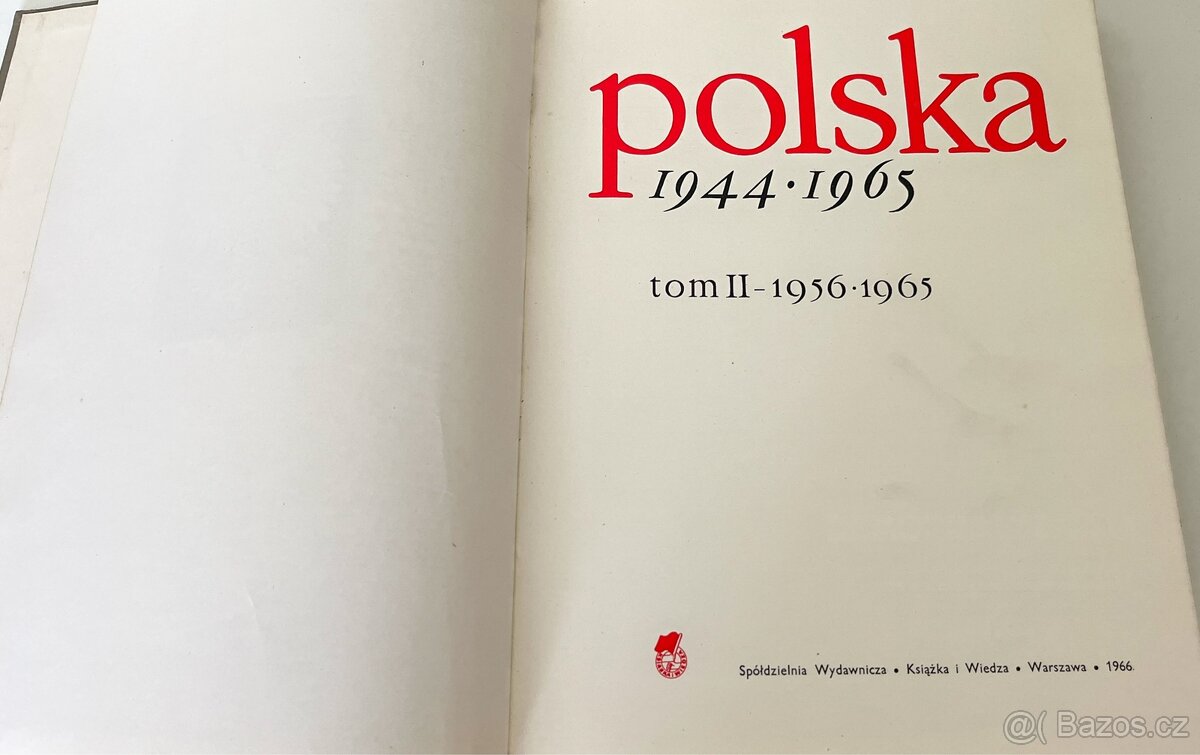 polska
1944·1965
tom II-1956·1965
Spółdzielnia Wydawnicza • Książka i Wiedza • Warszawa • 1966.
@( Bazos.cz